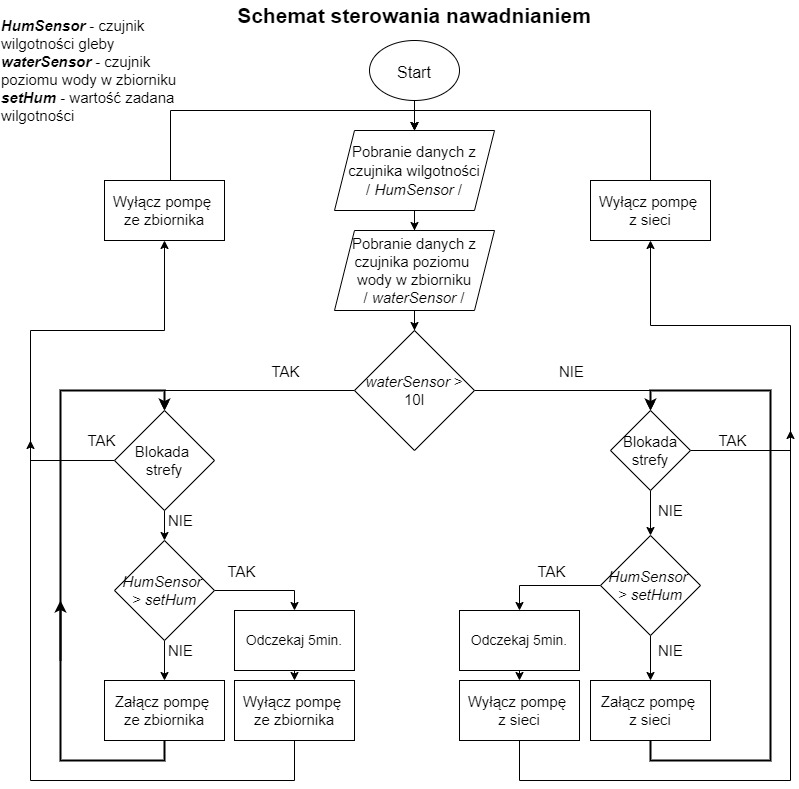 Schemat sterowania nawadnianiem
HumSensor - czujnik
wilgotności gleby
waterSensor - czujnik
poziomu wody w zbiorniku
setHum - wartość zadana
wilgotności
Start
Pobranie danych z
czujnika wilgotności
/ HumSensor /
Wyłącz pompę
ze zbiornika
Wyłącz pompę
z sieci
Pobranie danych z
czujnika poziomu
wody w zbiorniku
/ waterSensor /
waterSensor >
10l
TAK
NIE
Blokada
strefy
TAK
NIE
HumSensor
> setHum
TAK
NIE
Odczekaj 5min.
Załącz pompę
ze zbiornika
Wyłącz pompę
ze zbiornika
Blokada
strefy
TAK
NIE
HumSensor
> setHum
TAK
NIE
Odczekaj 5min.
Wyłącz pompę
z sieci
Załącz pompę
z sieci